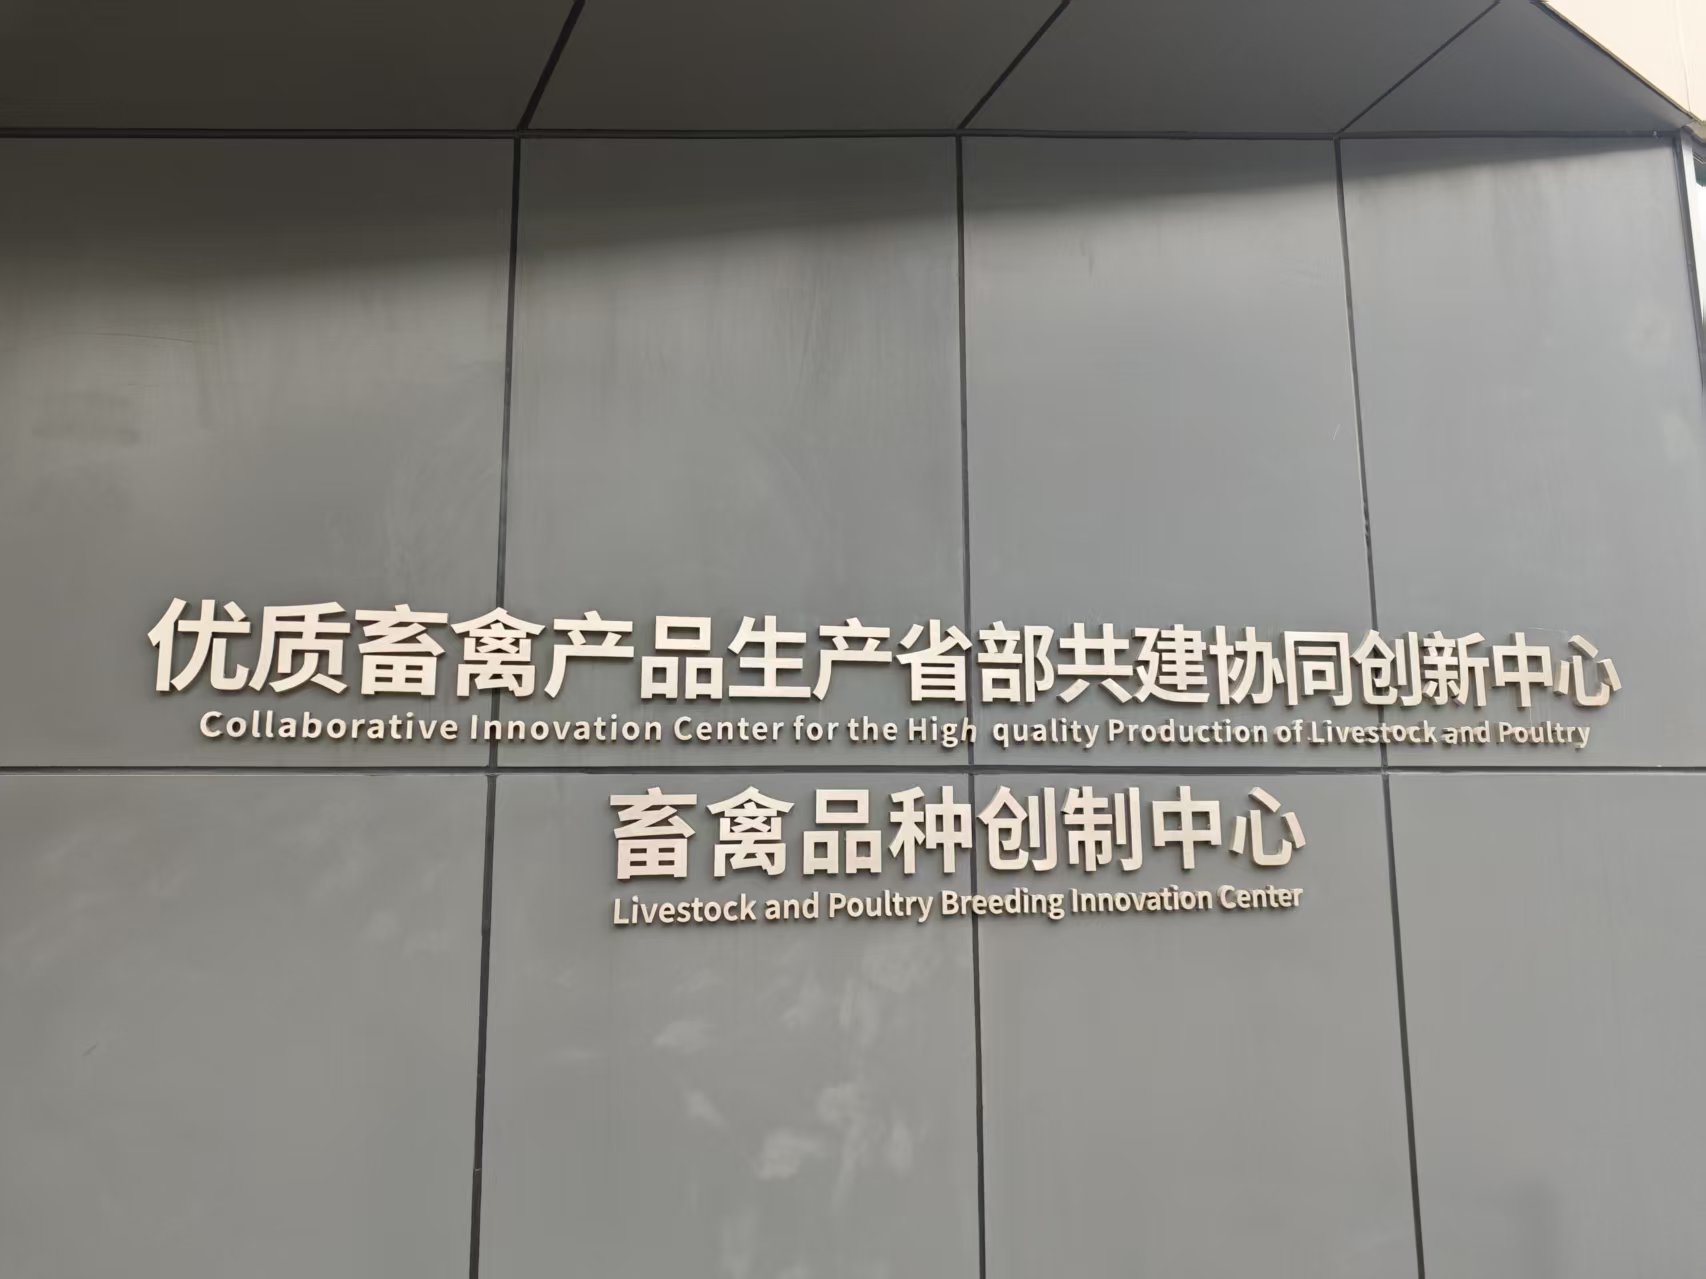 优质畜禽产品生产省部共建协同创新中心
Collaborative Innovation Center for the High quality Production of Livestock and Poultry
畜禽品种创制中心
Livestock and Poultry Breeding Innovation Center